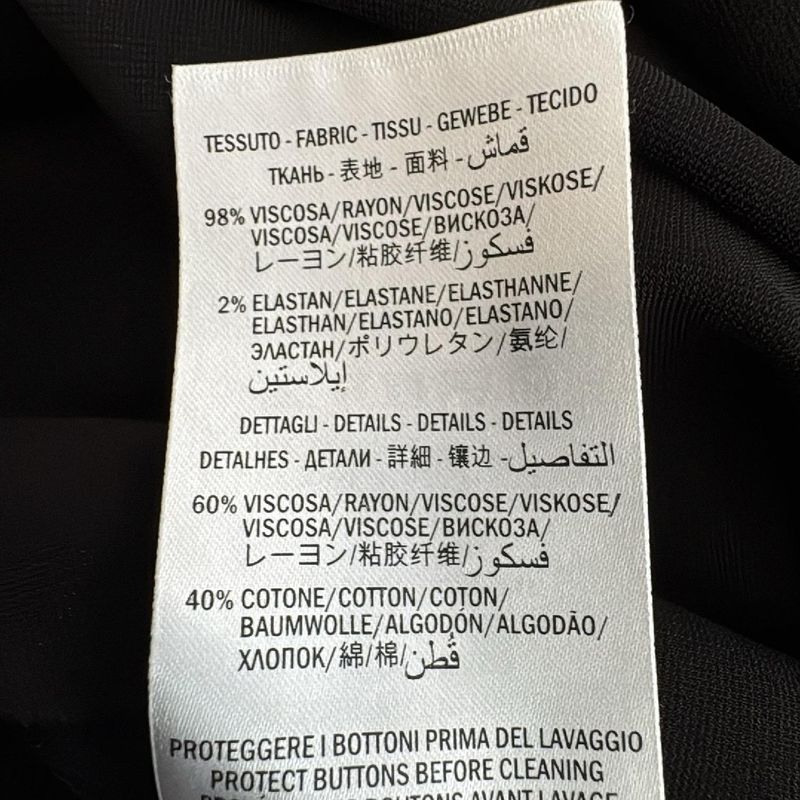 TESSUTO - FABRIC - TISSU - GEWEBE - TECIDO
ТКАНЬ - 表地 - 面料 - قماش
98% VISCOSA/RAYON/VISCOSE/VISKOSE/
VISCOSA/VISCOSE/ВИСКОЗА/
レーヨン/粘胶纤维/فسكوز
2% ELASTAN/ELASTANE/ELASTHANNE/
ELASTHAN/ELASTANO/ELASTANO/
ЭЛАСТАН/ポリウレタン/氨纶/
إيلاستين
DETTAGLI - DETAILS - DETAILS - DETAILS
DETALHES - ДЕТАЛИ - 詳細 - 镶边 - التفاصيل
60% VISCOSA/RAYON/VISCOSE/VISKOSE/
VISCOSA/VISCOSE/ВИСКОЗА/
レーヨン/粘胶纤维/فسكوز
40% COTONE/COTTON/COTON/
BAUMWOLLE/ALGODÓN/ALGODÃO/
ХЛОПОК/綿/棉/قُطن
PROTEGGERE I BOTTONI PRIMA DEL LAVAGGIO
PROTECT BUTTONS BEFORE CLEANING
BOUTONS AVANT LAVAGE